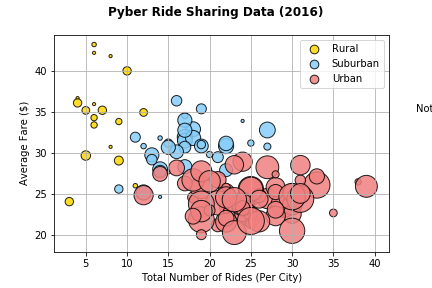 Pyber Ride Sharing Data (2016)
Average Fare ($)
40
35
30
25
20
Rural
Suburban
Urban
Not
5
10
15
20
25
30
35
40
Total Number of Rides (Per City)